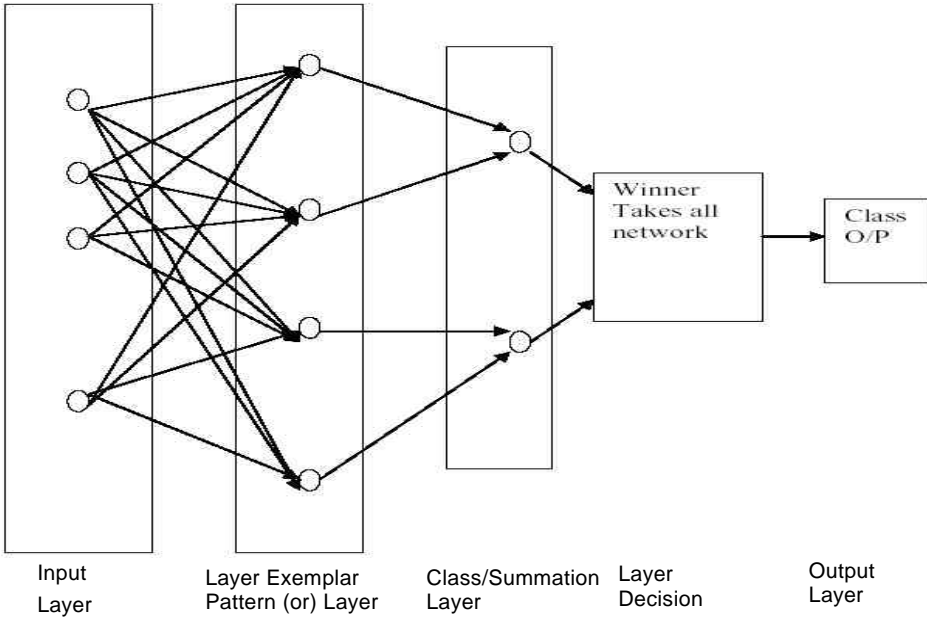 Winner
Takes all
network
Class
O/P
Input
Layer
Layer Exemplar
Pattern (or) Layer
Class/Summation
Layer
Layer
Decision
Output
Layer